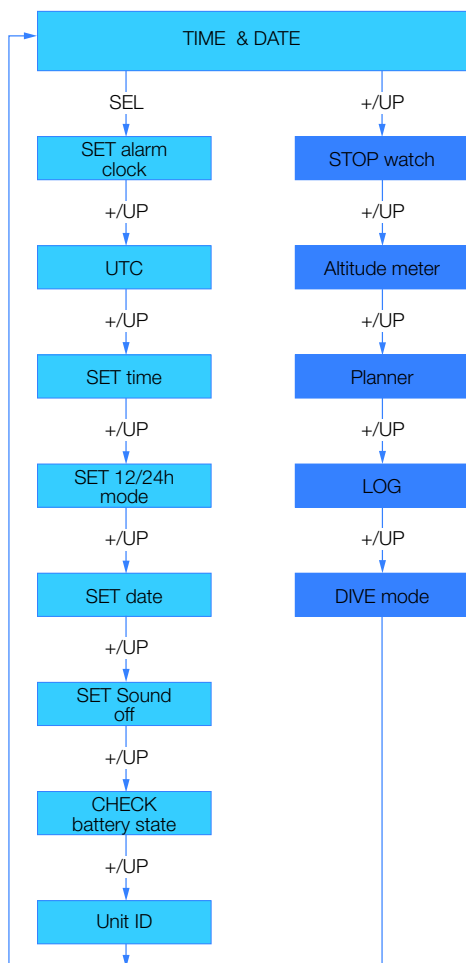 TIME & DATE
SEL
+/UP
SET alarm
clock
STOP watch
+/UP
+/UP
UTC
Altitude meter
+/UP
+/UP
SET time
Planner
+/UP
+/UP
SET 12/24h
mode
LOG
+/UP
+/UP
SET date
DIVE mode
+/UP
SET Sound
off
+/UP
CHECK
battery state
+/UP
Unit ID